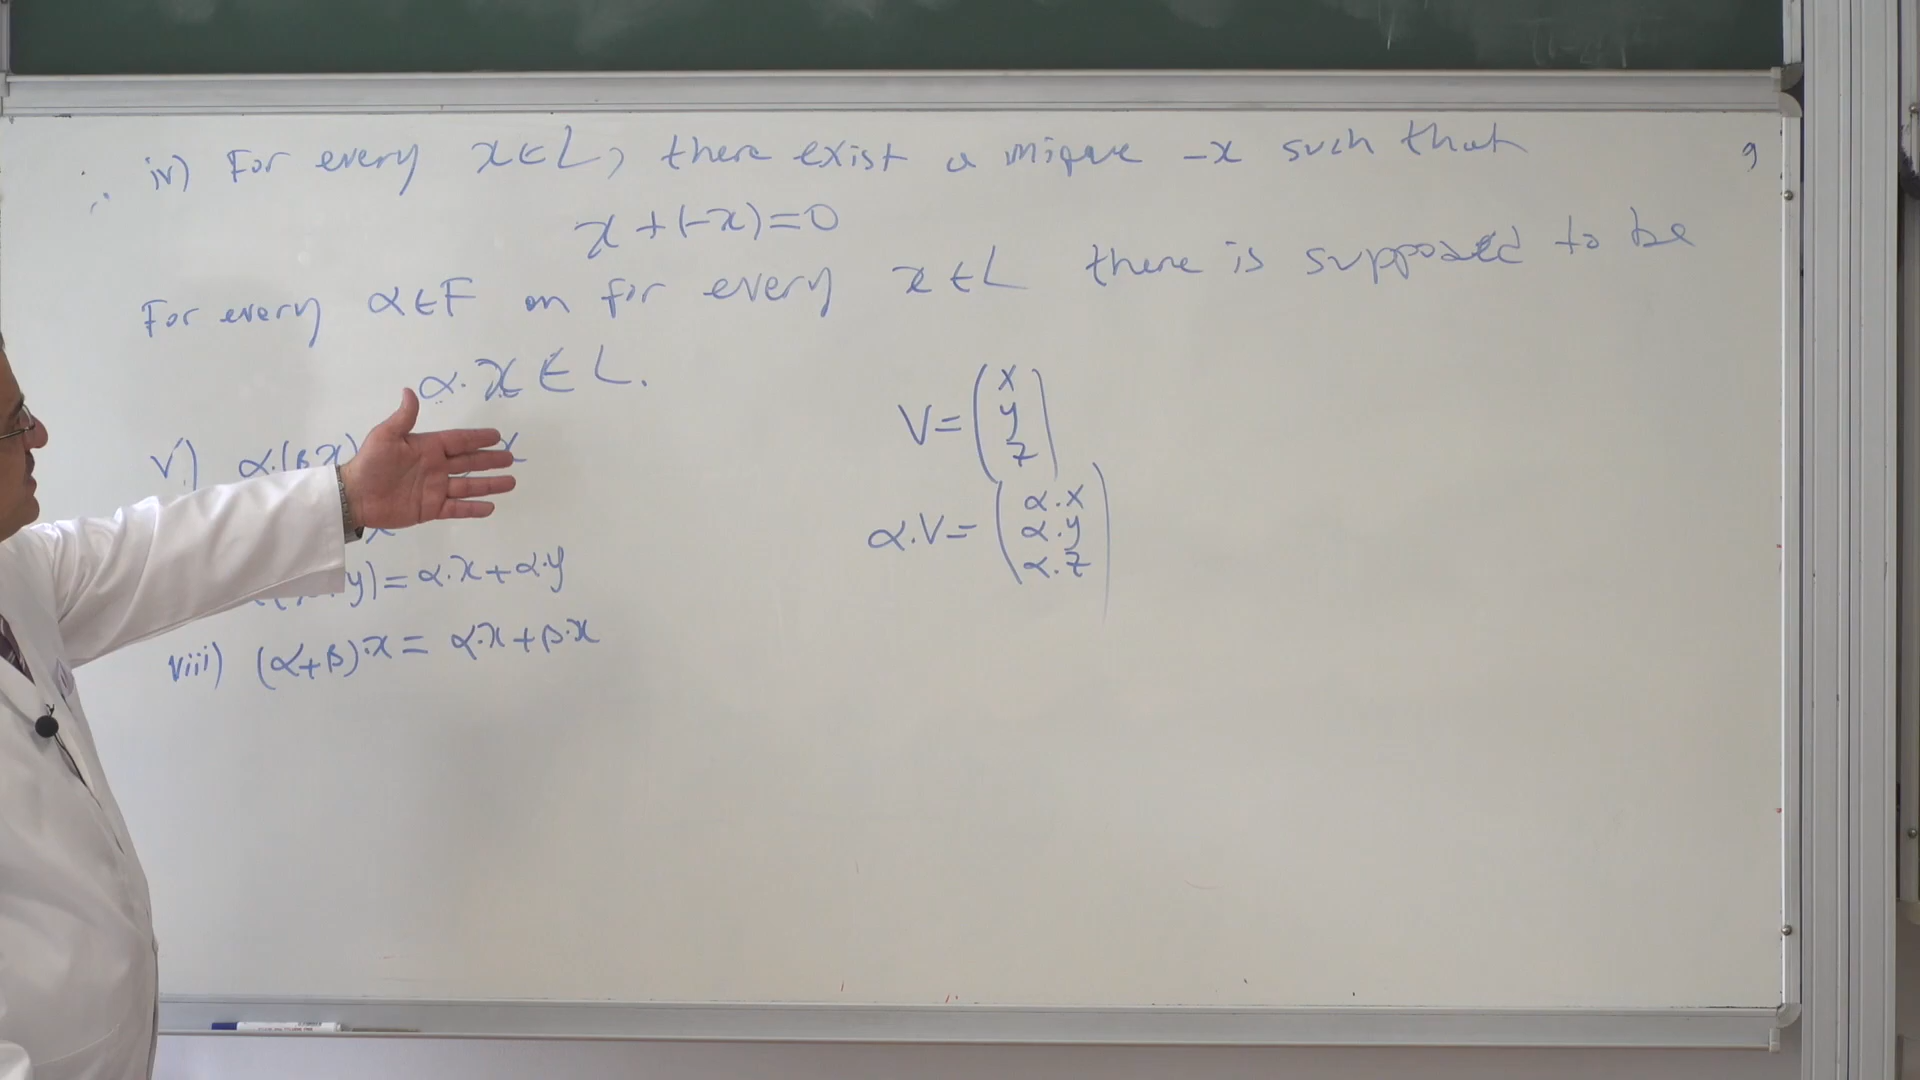 iv) For every x∈L, there exist a unique -x such that
9
x+(-x)=0
For every α∈F on for every x∈L there is supposed to be
α.x∈L.
v) α.(βx) x
x
y)=α.x+α.y
viii) (α+β).x= α.x+β.x
V= (x
y
z)
α.V= (α.x
α.y
α.z)